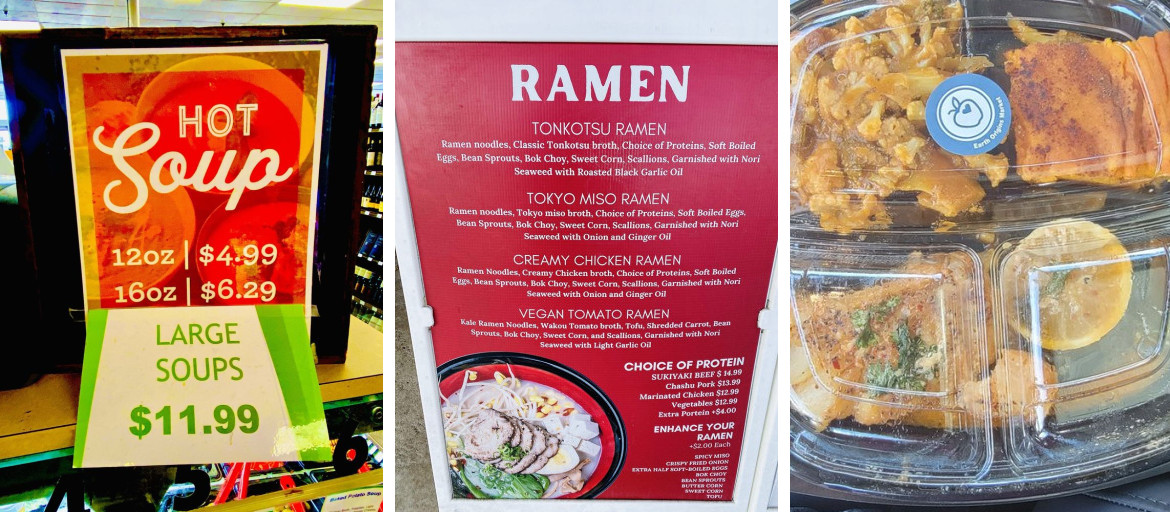 HOT
Soup
12oz | $4.99
16oz | $6.29
LARGE
SOUPS
$11.99
Baked Potato Soup
RAMEN
TONKOTSU RAMEN
Ramen noodles, Classic Tonkotsu broth, Choice of Proteins, Soft Boiled
Eggs, Bean Sprouts, Bok Choy, Sweet Corn, Scallions, Garnished with Nori
Seaweed with Roasted Black Garlic Oil
TOKYO MISO RAMEN
Ramen noodles, Tokyo miso broth, Choice of Proteins, Soft Boiled Eggs,
Bean Sprouts, Bok Choy, Sweet Corn, Scallions, Garnished with Nori
Seaweed with Onion and Ginger Oil
CREAMY CHICKEN RAMEN
Ramen Noodles, Creamy Chicken broth, Choice of Proteins, Soft Boiled
Eggs, Bean Sprouts, Bok Choy, Sweet Corn, Scallions, Garnished with Nori
Seaweed with Onion and Ginger Oil
VEGAN TOMATO RAMEN
Kale Ramen Noodles, Wakou Tomato broth, Tofu, Shredded Carrot, Bean
Sprouts, Bok Choy, Sweet Corn, and Scallions, Garnished with Nori
Seaweed with Light Garlic Oil
CHOICE OF PROTEIN
SUKIYAKI BEEF $ 14.99
Chashu Pork $13.99
Marinated Chicken $12.99
Vegetables $12.99
Extra Portein +$4.00
ENHANCE YOUR
RAMEN
+$2.00 Each
SPICY MISO
CRISPY FRIED ONION
EXTRA HALF SOFT-BOILED EGGS
BOK CHOY
BEAN SPROUTS
BUTTER CORN
SWEET CORN
TOFU
Earth Origins Market